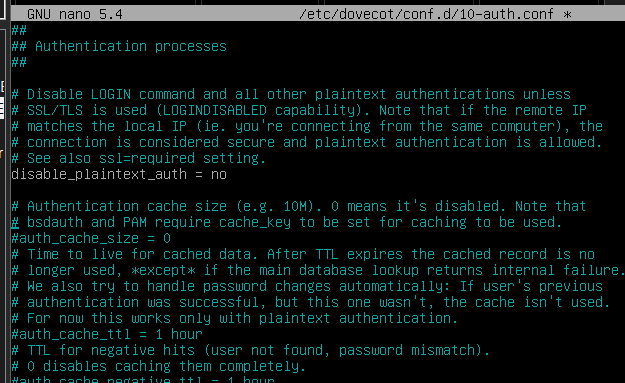 GNU nano 5.4 /etc/dovecot/conf.d/10-auth.conf *
##
## Authentication processes
##
# Disable LOGIN command and all other plaintext authentications unless
# SSL/TLS is used (LOGINDISABLED capability). Note that if the remote IP
# matches the local IP (ie. you're connecting from the same computer), the
# connection is considered secure and plaintext authentication is allowed.
# See also ssl=required setting.
disable_plaintext_auth = no
# Authentication cache size (e.g. 10M). 0 means it's disabled. Note that
# bsdauth and PAM require cache_key to be set for caching to be used.
#auth_cache_size = 0
# Time to live for cached data. After TTL expires the cached record is no
# longer used, *except* if the main database lookup returns internal failure.
# We also try to handle password changes automatically: If user's previous
# authentication was successful, but this one wasn't, the cache isn't used.
# For now this works only with plaintext authentication.
#auth_cache_ttl = 1 hour
# TTL for negative hits (user not found, password mismatch).
# 0 disables caching them completely.
#auth_cache_negative_ttl = 1 hour